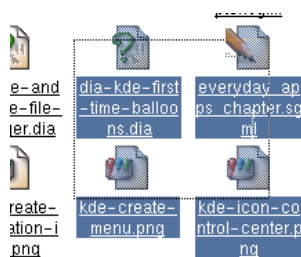 e-and
e-file-
ger.dia
dia-kde-first
-time-balloo
ns.dia
everyday_ap
ps_chapter.sg
ml
reate-
ation-i
png
kde-create-
menu.png
kde-icon-co
ntrol-center.p
ng